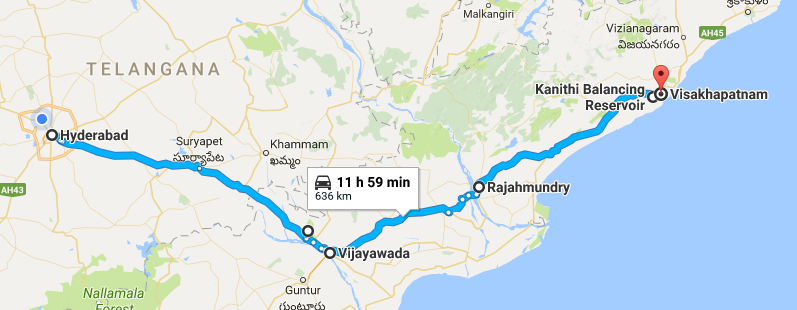 Malkangiri
శ్రీకాకుళం
Vizianagaram
విజయనగరం
AH45
TELANGANA
Kanithi Balancing
Reservoir
Visakhapatnam
Hyderabad
Suryapet
సూర్యాపేట
Khammam
ఖమ్మం
11 h 59 min
636 km
Rajahmundry
AH43
Vijayawada
Guntur
గుంటూరు
Nallamala
Forest